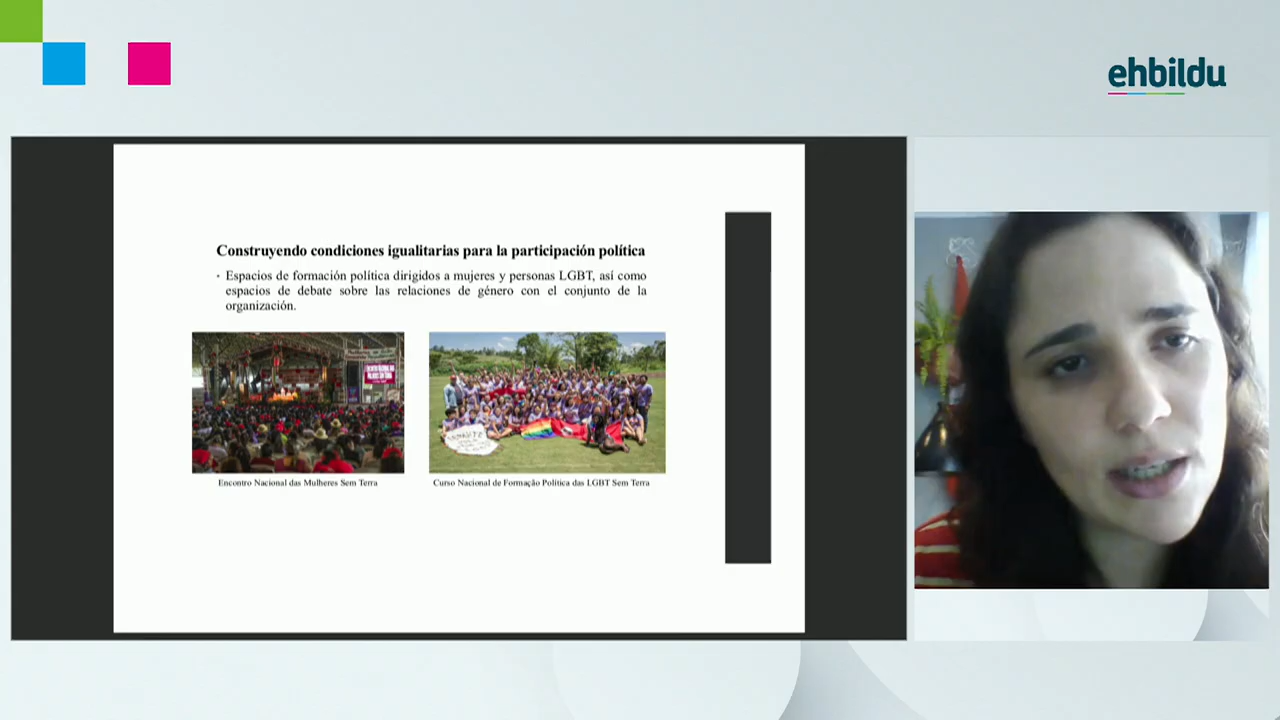 ehbildu
Construyendo condiciones igualitarias para la participación política
• Espacios de formación política dirigidos a mujeres y personas LGBT, así como
espacios de debate sobre las relaciones de género con el conjunto de la
organización.
Encontro Nacional das Mulheres Sem Terra
Curso Nacional de Formação Política das LGBT Sem Terra